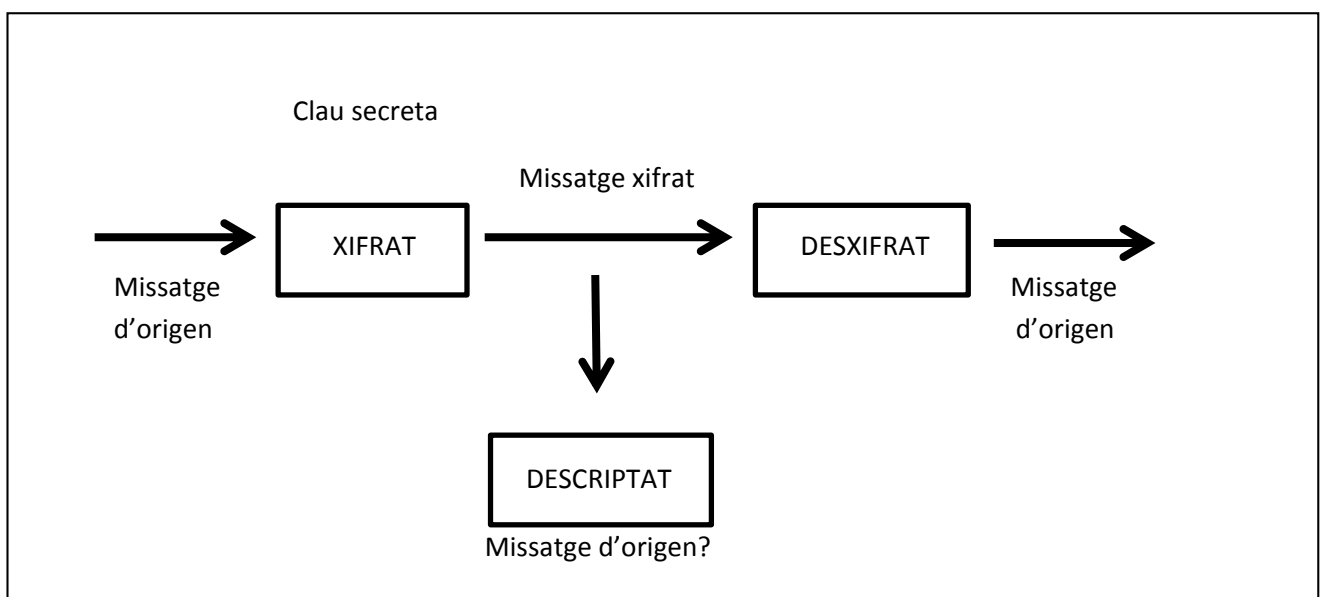 Clau secreta
Missatge xifrat
XIFRAT
DESXIFRAT
Missatge
d’origen
Missatge
d’origen
DESCRIPTAT
Missatge d’origen?